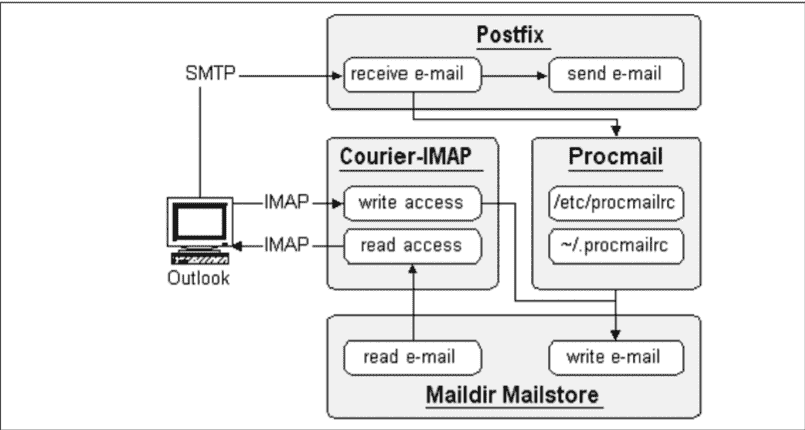 Postfix
SMTP
receive e-mail
send e-mail
Courier-IMAP
Procmail
IMAP
write access
/etc/procmailrc
IMAP
read access
~/.procmailrc
Outlook
read e-mail
write e-mail
Maildir Mailstore